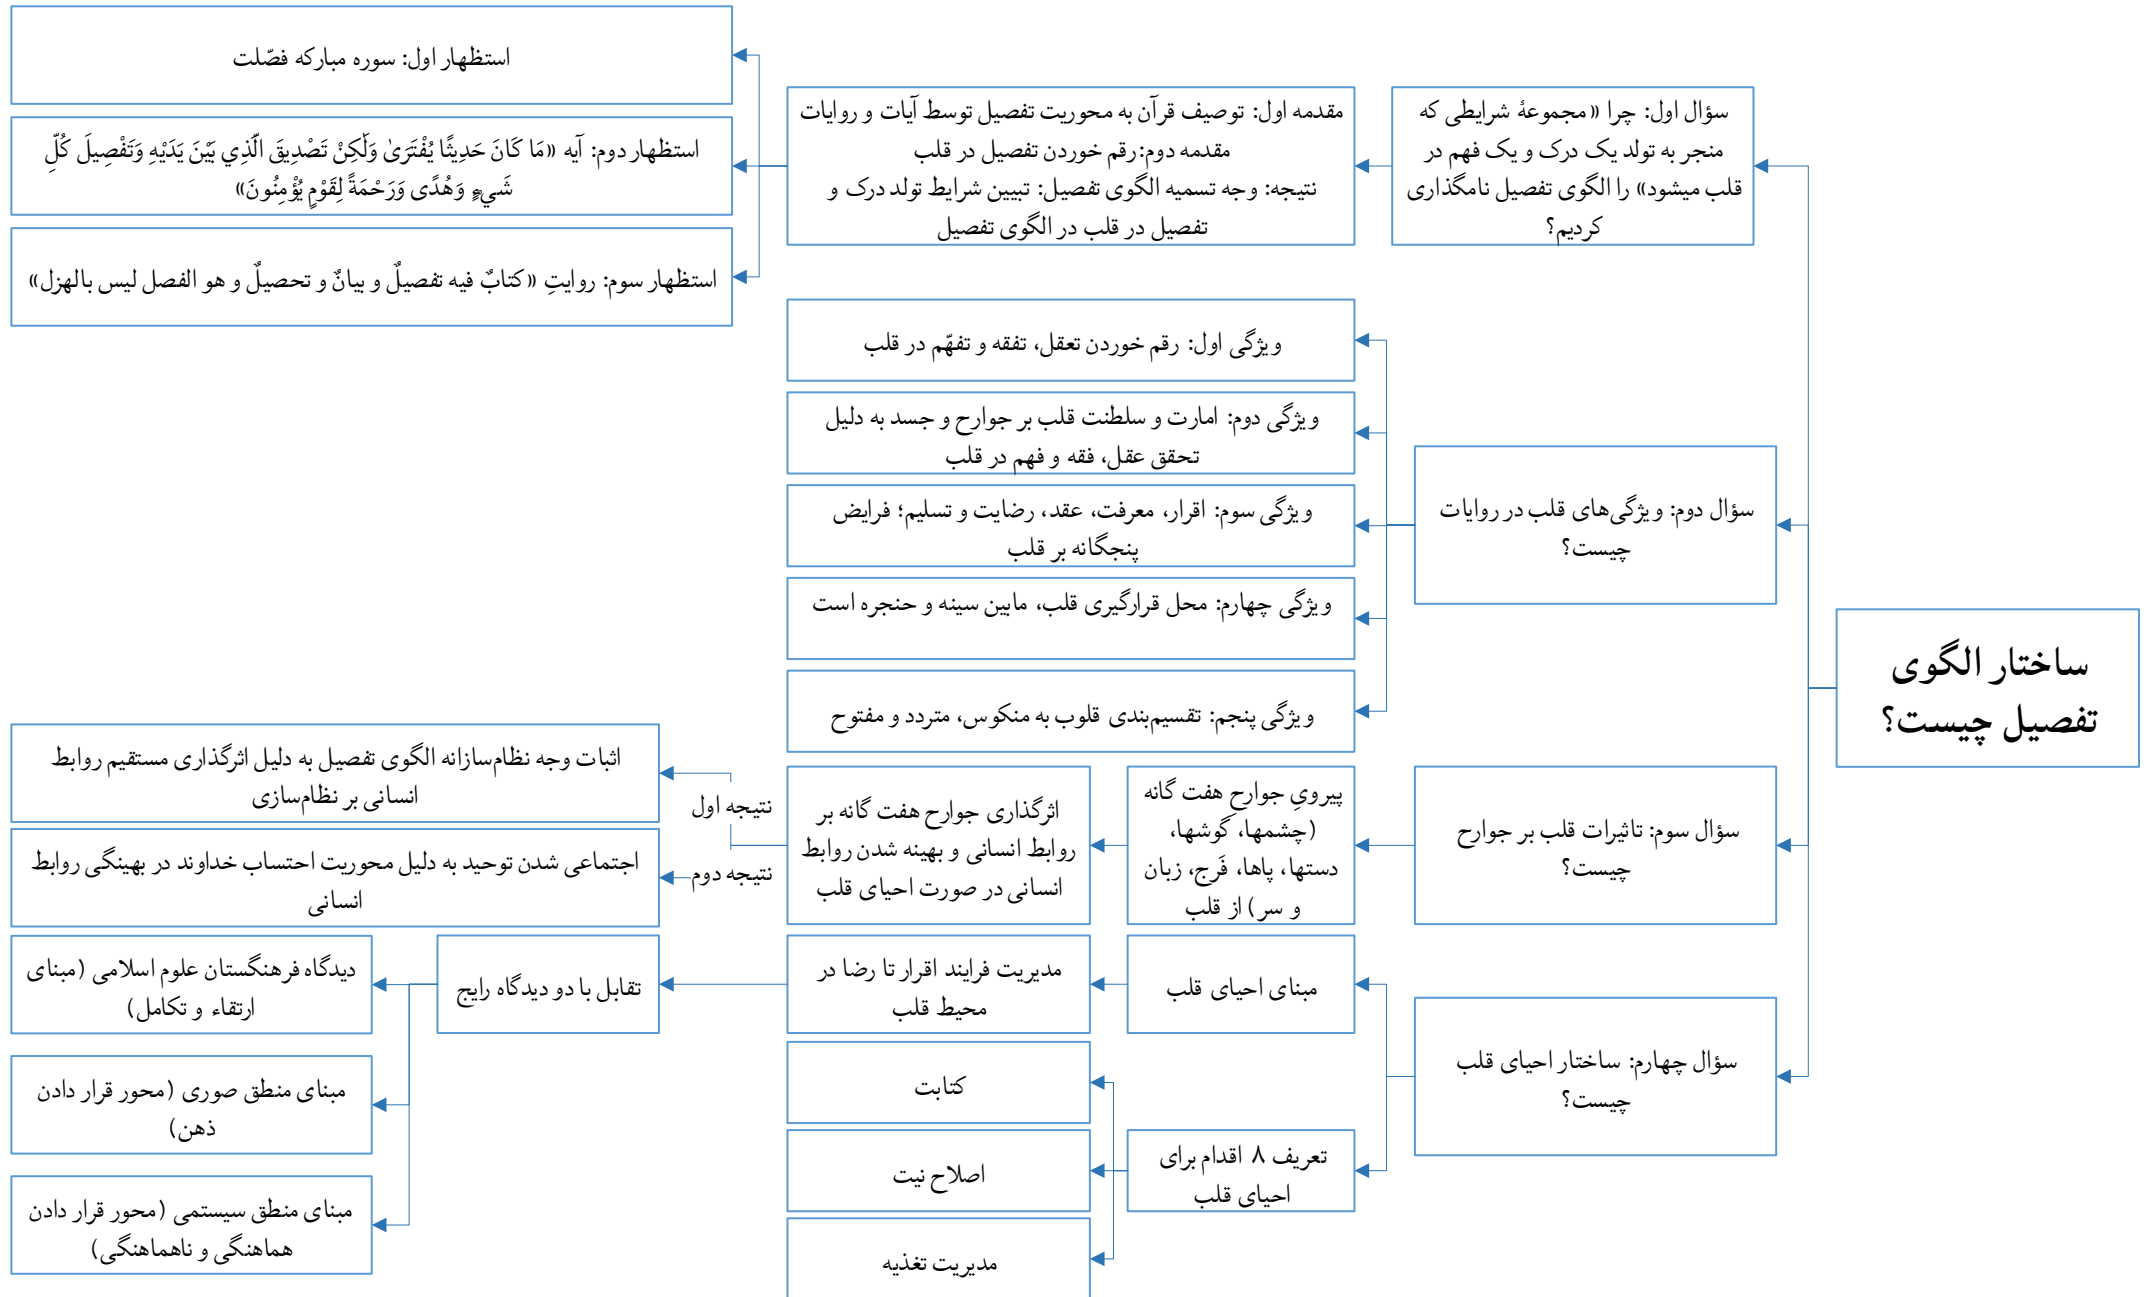 ساختار الگوی
تفصیل چیست؟
سؤال اول: چرا «مجموعهٔ شرایطی که
منجر به تولد یک درک و یک فهم در
قلب میشود» را الگوی تفصیل نامگذاری
کردیم؟
مقدمه اول: توصیف قرآن به محوریت تفصیل توسط آیات و روایات
مقدمه دوم:رقم خوردن تفصیل در قلب
نتیجه: وجه تسمیه الگوی تفصیل: تبیین شرایط تولد درک و
تفصیل در قلب در الگوی تفصیل
استظهار اول: سوره مبارکه فصّلت
استظهار دوم: آیه «مَا كَانَ حَدِيثًا يُفْتَرَىٰ وَلَٰكِنْ تَصْدِيقَ الَّذِي بَيْنَ يَدَيْهِ وَتَفْصِيلَ كُلِّ
شَيْءٍ وَهُدًى وَرَحْمَةً لِقَوْمٍ يُؤْمِنُونَ»
استظهار سوم: روایتِ «کتابٌ فیه تفصیلٌ و بیانٌ و تحصیلٌ و هو الفصل لیس بالهزل»
سؤال دوم: ویژگی‌های قلب در روایات
چیست؟
ویژگی اول: رقم خوردن تعقل، تفقه و تفهّم در قلب
ویژگی دوم: امارت و سلطنت قلب بر جوارح و جسد به دلیل
تحقق عقل، فقه و فهم در قلب
ویژگی سوم: اقرار، معرفت، عقد، رضایت و تسلیم؛ فرایض
پنجگانه بر قلب
ویژگی چهارم: محل قرارگیری قلب، مابین سینه و حنجره است
ویژگی پنجم: تقسیم‌بندی قلوب به منکوس، متردد و مفتوح
سؤال سوم: تاثیرات قلب بر جوارح
چیست؟
پیرویِ جوارحِ هفت گانه
(چشمها، گوشها،
دستها، پاها، فَرج، زبان
و سر) از قلب
اثرگذاری جوارح هفت گانه بر
روابط انسانی و بهینه شدن روابط
انسانی در صورت احیای قلب
نتیجه اول
اثبات وجه نظام‌سازانه الگوی تفصیل به دلیل اثرگذاری مستقیم روابط
انسانی بر نظام‌سازی
نتیجه دوم
اجتماعی شدن توحید به دلیل محوریت احتساب خداوند در بهینگی روابط
انسانی
سؤال چهارم: ساختار احیای قلب
چیست؟
مبنای احیای قلب
مدیریت فرایند اقرار تا رضا در
محیط قلب
تقابل با دو دیدگاه رایج
دیدگاه فرهنگستان علوم اسلامی (مبنای
ارتقاء و تکامل)
مبنای منطق صوری (محور قرار دادن
ذهن)
مبنای منطق سیستمی (محور قرار دادن
هماهنگی و ناهماهنگی)
تعریف ۸ اقدام برای
احیای قلب
کتابت
اصلاح نیت
مدیریت تغذیه